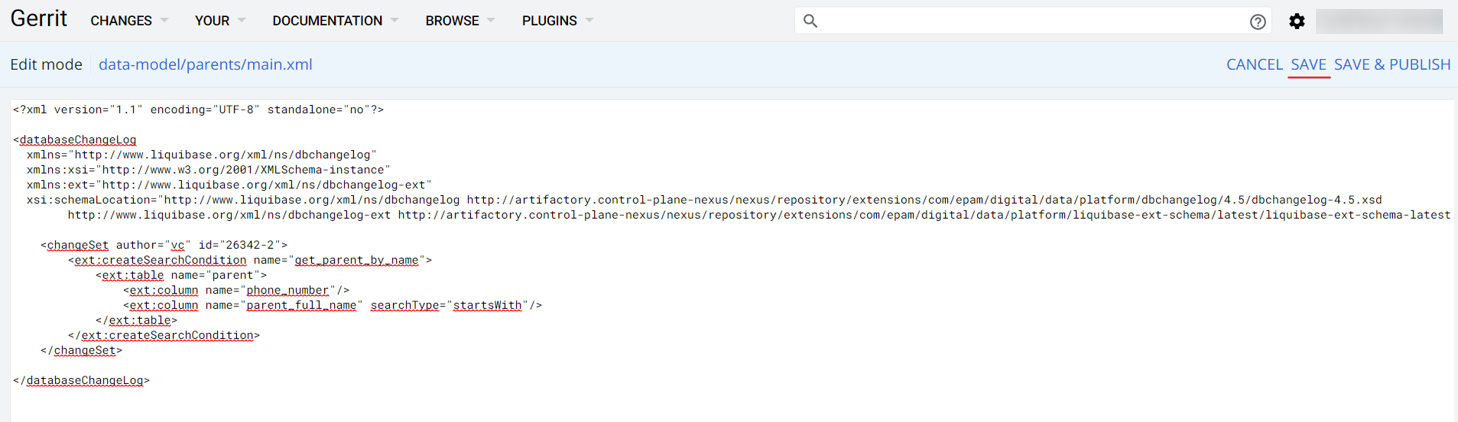 Gerrit CHANGES YOUR DOCUMENTATION BROWSE PLUGINS
Edit mode data-model/parents/main.xml CANCEL SAVE SAVE & PUBLISH
<?xml version="1.1" encoding="UTF-8" standalone="no"?>
<databaseChangeLog
xmlns="http://www.liquibase.org/xml/ns/dbchangelog"
xmlns:xsi="http://www.w3.org/2001/XMLSchema-instance"
xmlns:ext="http://www.liquibase.org/xml/ns/dbchangelog-ext"
xsi:schemaLocation="http://www.liquibase.org/xml/ns/dbchangelog http://artifactory.control-plane-nexus/nexus/repository/extensions/com/epam/digital/data/platform/dbchangelog/4.5/dbchangelog-4.5.xsd
http://www.liquibase.org/xml/ns/dbchangelog-ext http://artifactory.control-plane-nexus/nexus/repository/extensions/com/epam/digital/data/platform/liquibase-ext-schema/latest/liquibase-ext-schema-latest
<changeSet author="vc" id="26342-2">
<ext:createSearchCondition name="get_parent_by_name">
<ext:table name="parent">
<ext:column name="phone_number"/>
<ext:column name="parent_full_name" searchType="startsWith"/>
</ext:table>
</ext:createSearchCondition>
</changeSet>
</databaseChangeLog>